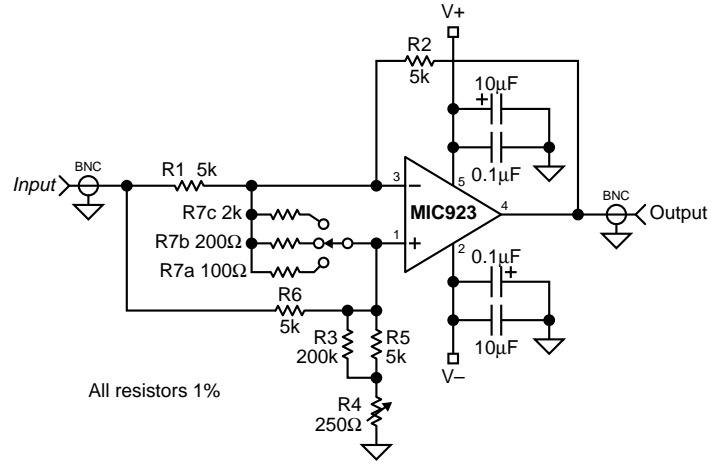 V+
R2
5k
10µF
+
BNC
R1 5k
0.1µF
Input
3
−
5
BNC
R7c 2k
MIC923
4
Output
R7b 200Ω
1
+
2
R7a 100Ω
0.1µF
+
R6
5k
R3
200k
R5
5k
10µF
V−
All resistors 1%
R4
250Ω